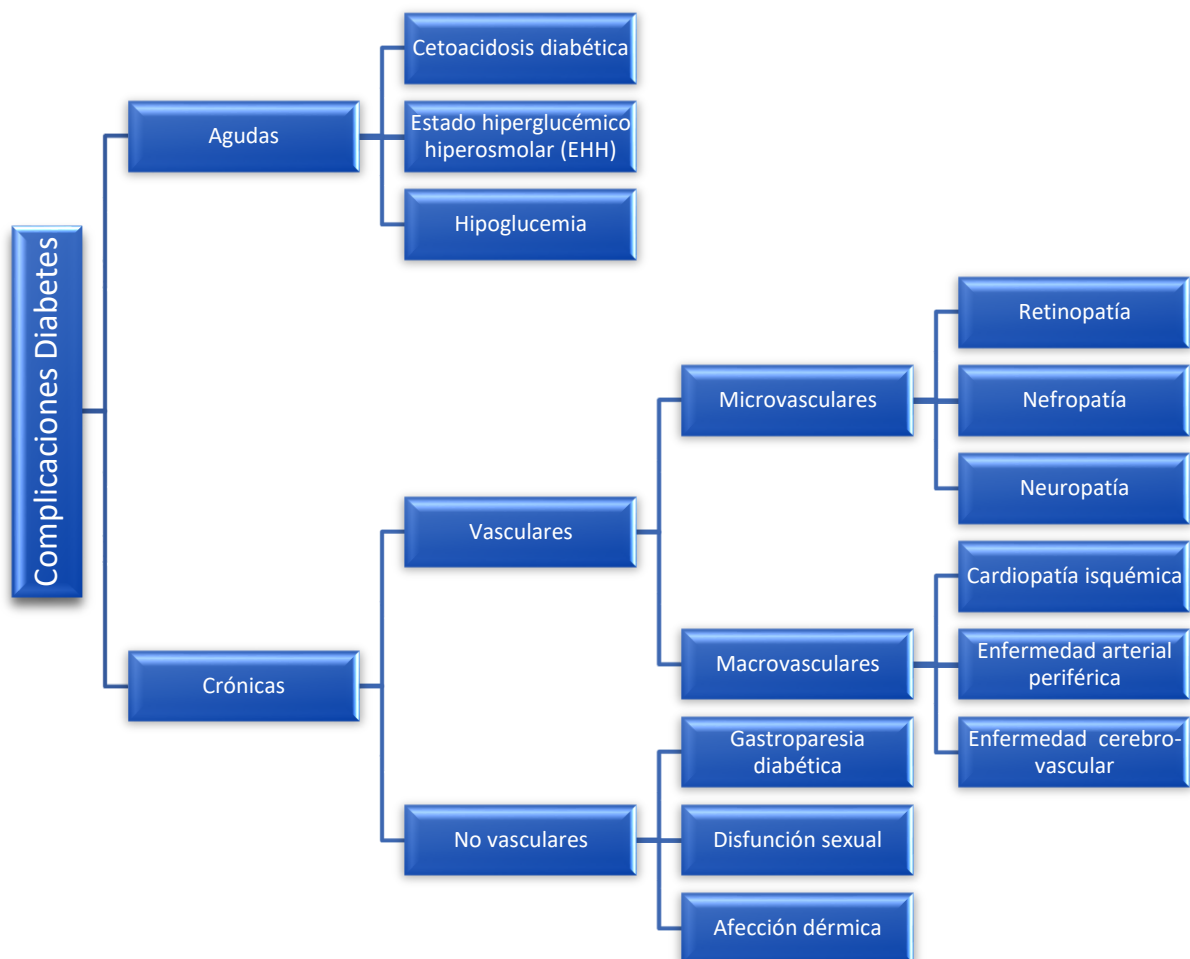 Complicaciones Diabetes
Agudas
Cetoacidosis diabética
Estado hiperglucémico
hiperosmolar (EHH)
Hipoglucemia
Crónicas
Vasculares
Microvasculares
Retinopatía
Nefropatía
Neuropatía
Macrovasculares
Cardiopatía isquémica
Enfermedad arterial
periférica
Enfermedad cerebro-
vascular
No vasculares
Gastroparesia
diabética
Disfunción sexual
Afección dérmica